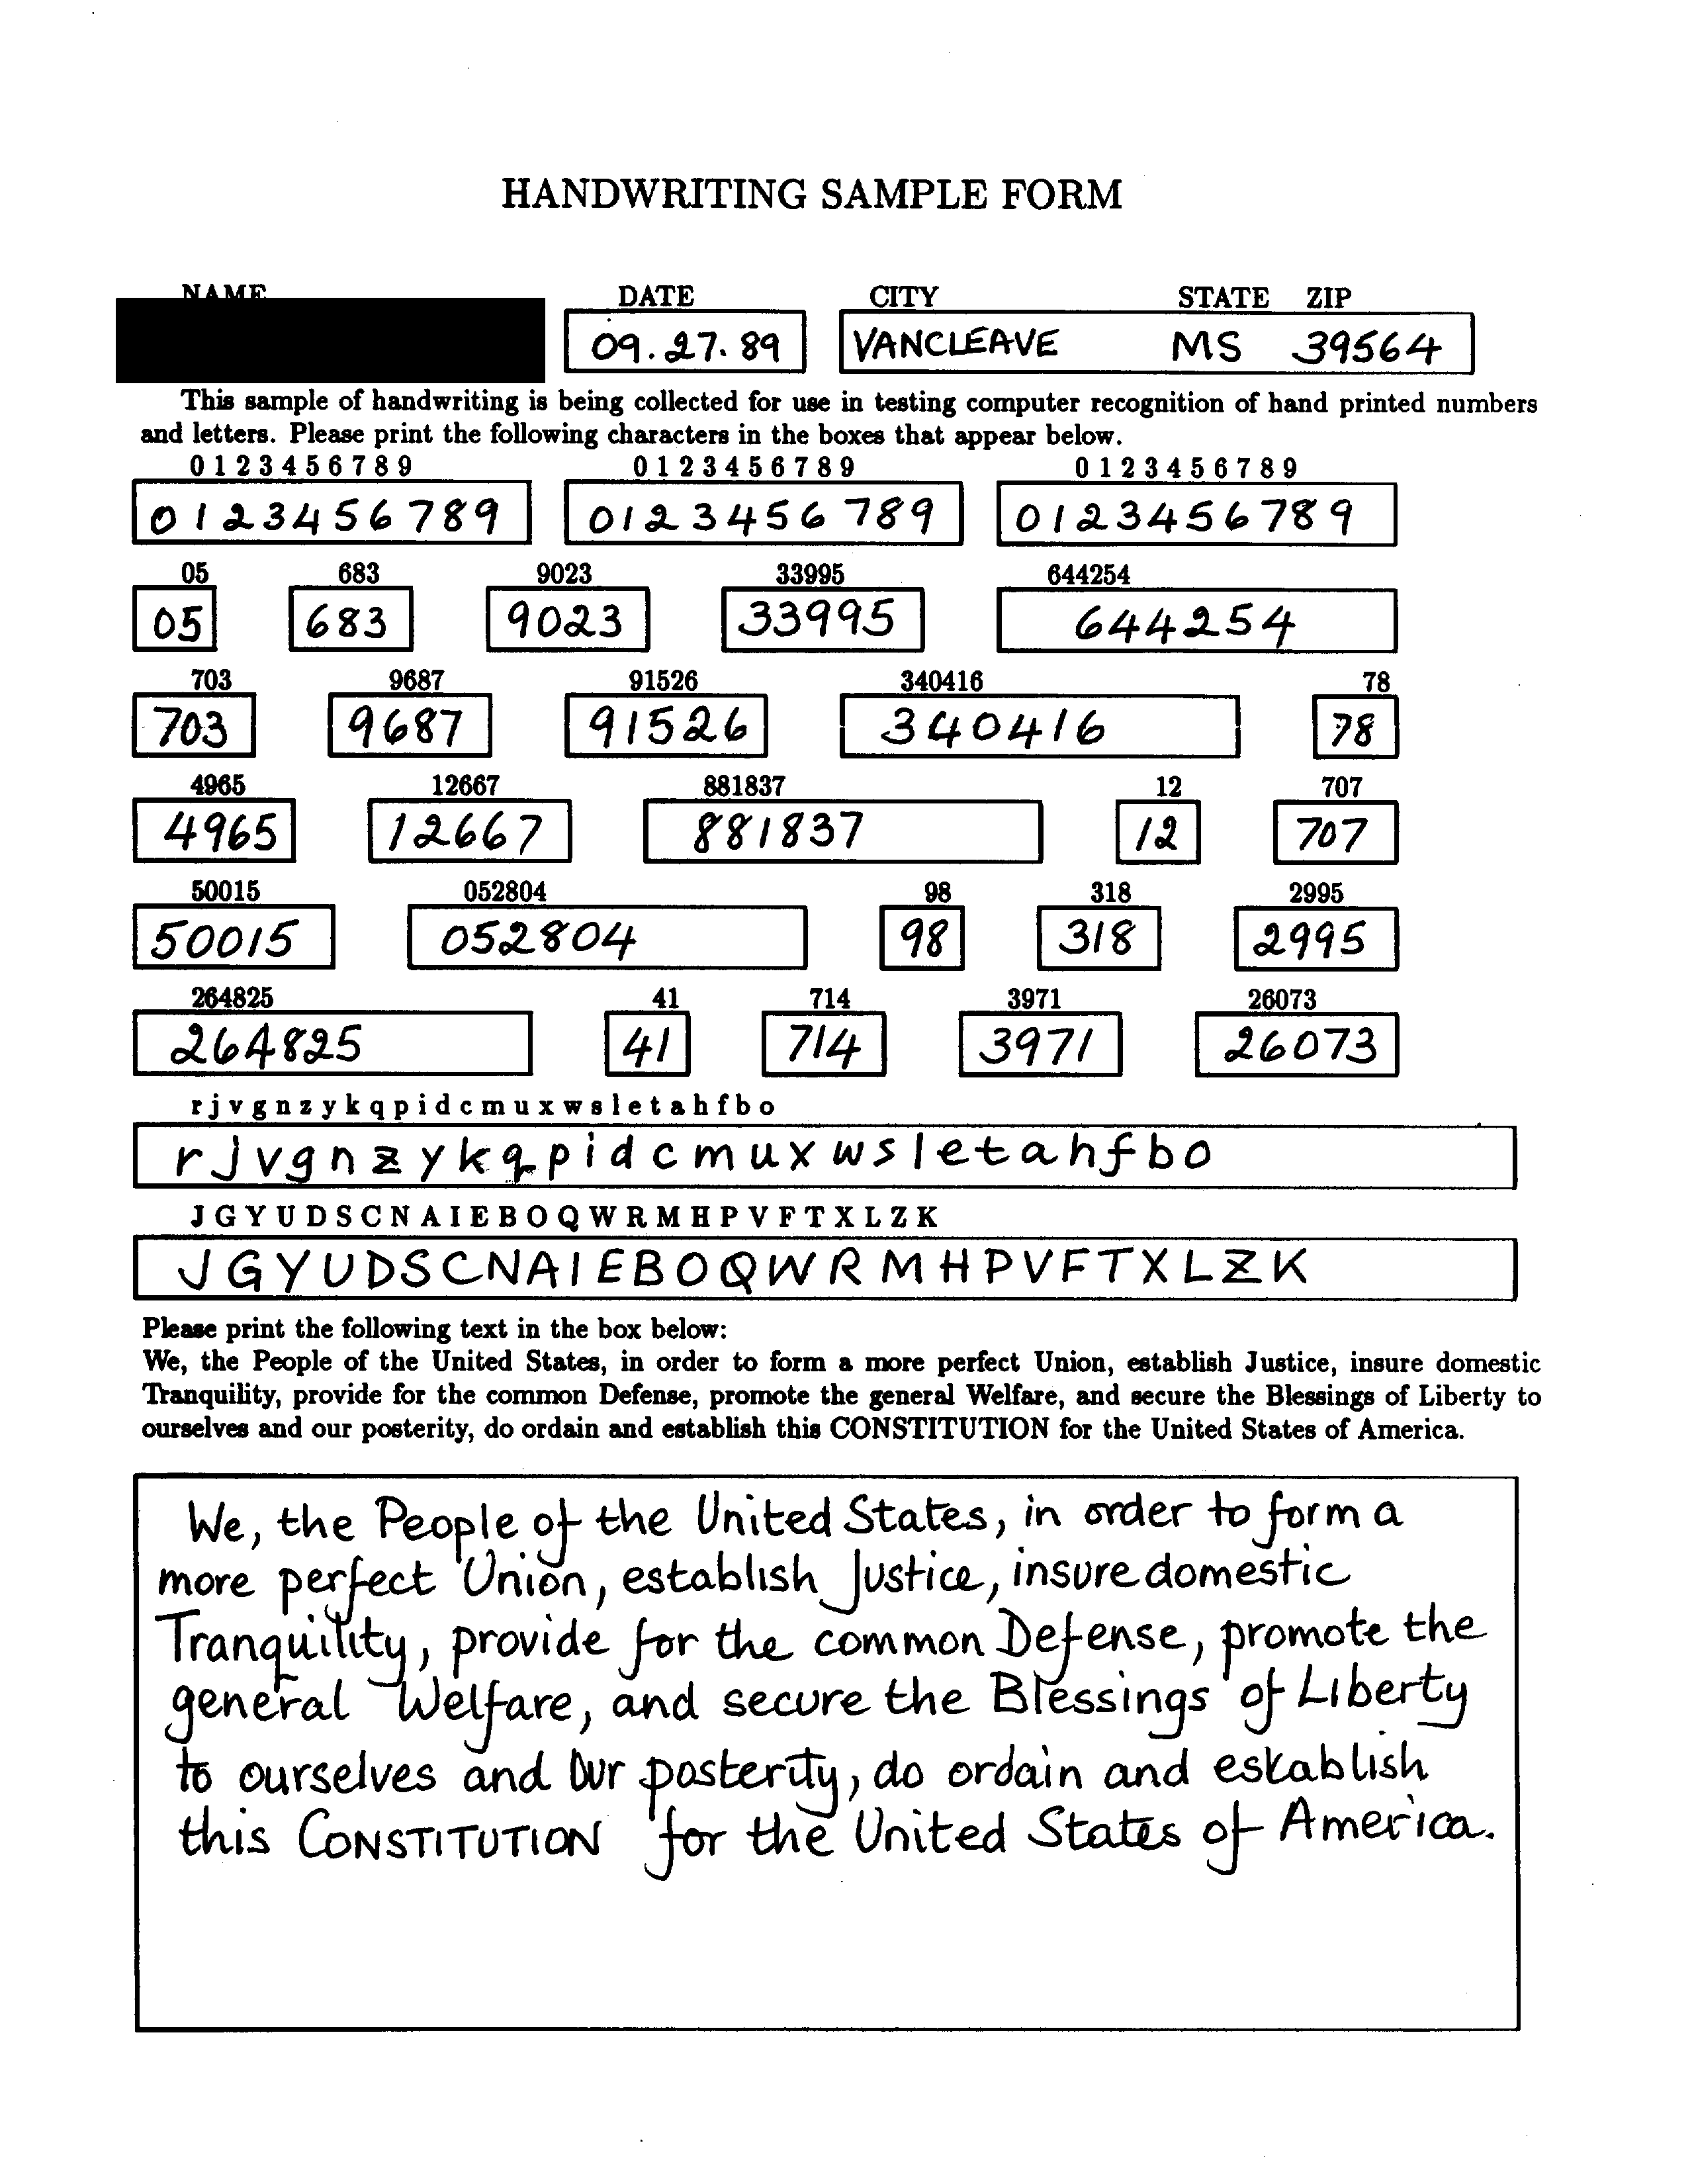 HANDWRITING SAMPLE FORM
NAME DATE CITY STATE ZIP
09.27.89 VANCLEAVE MS 39564
This sample of handwriting is being collected for use in testing computer recognition of hand printed numbers
and letters. Please print the following characters in the boxes that appear below.
0 1 2 3 4 5 6 7 8 9 0 1 2 3 4 5 6 7 8 9 0 1 2 3 4 5 6 7 8 9
0123456789 0123456789 0123456789
05 683 9023 33995 644254
05 683 9023 33995 644254
703 9687 91526 340416 78
703 9687 91526 340416 78
4965 12667 881837 12 707
4965 12667 881837 12 707
50015 052804 98 318 2995
50015 052804 98 318 2995
264825 41 714 3971 26073
264825 41 714 3971 26073
r j v g n z y k q p i d c m u x w s l e t a h f b o
r j v g n z y k q p i d c m u x w s l e t a h f b o
J G Y U D S C N A I E B O Q W R M H P V F T X L Z K
J G Y U D S C N A I E B O Q W R M H P V F T X L Z K
Please print the following text in the box below:
We, the People of the United States, in order to form a more perfect Union, establish Justice, insure domestic
Tranquility, provide for the common Defense, promote the general Welfare, and secure the Blessings of Liberty to
ourselves and our posterity, do ordain and establish this CONSTITUTION for the United States of America.
We, the People of the United States, in order to form a
more perfect Union, establish Justice, insure domestic
Tranquility, provide for the common Defense, promote the
general Welfare, and secure the Blessings of Liberty
to ourselves and our posterity, do ordain and establish
this CONSTITUTION for the United States of America.